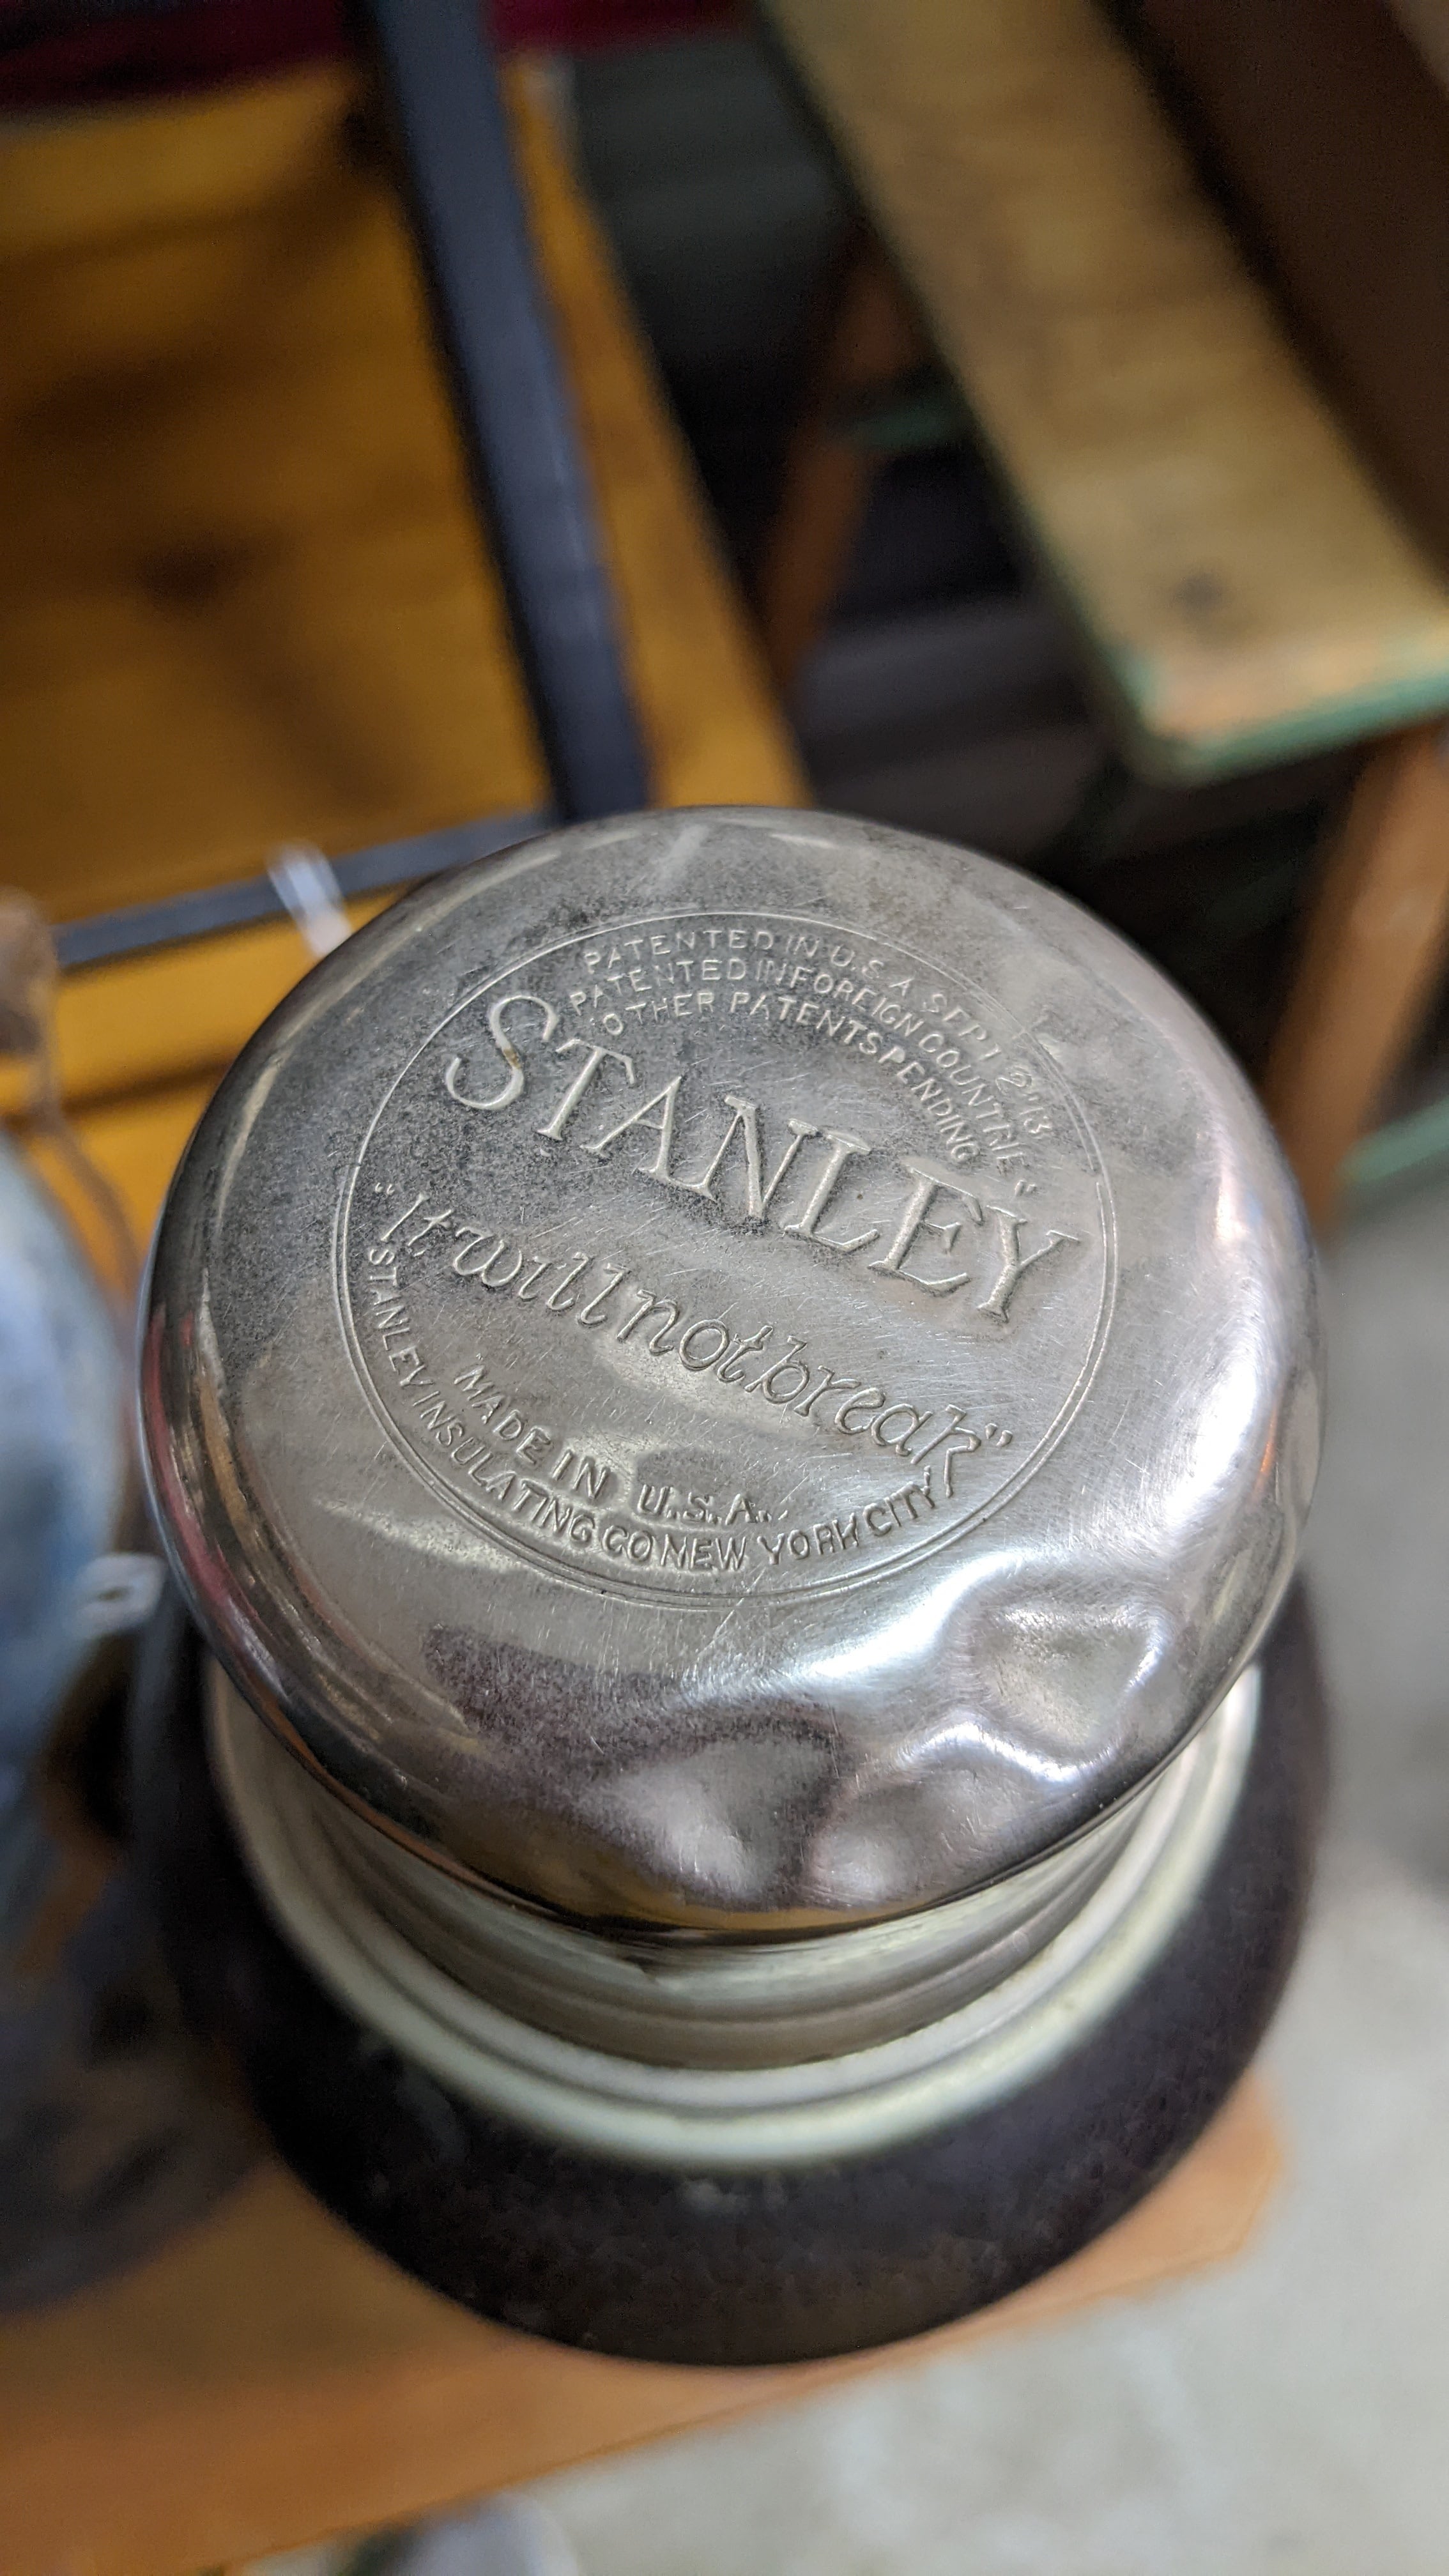 PATENTED IN U.S.A SEPT 2'13
PATENTED IN FOREIGN COUNTRIE
OTHER PATENTS PENDING
STANLEY
"It will not break"
MADE IN U.S.A.
STANLEY INSULATING CO NEW YORK CITY